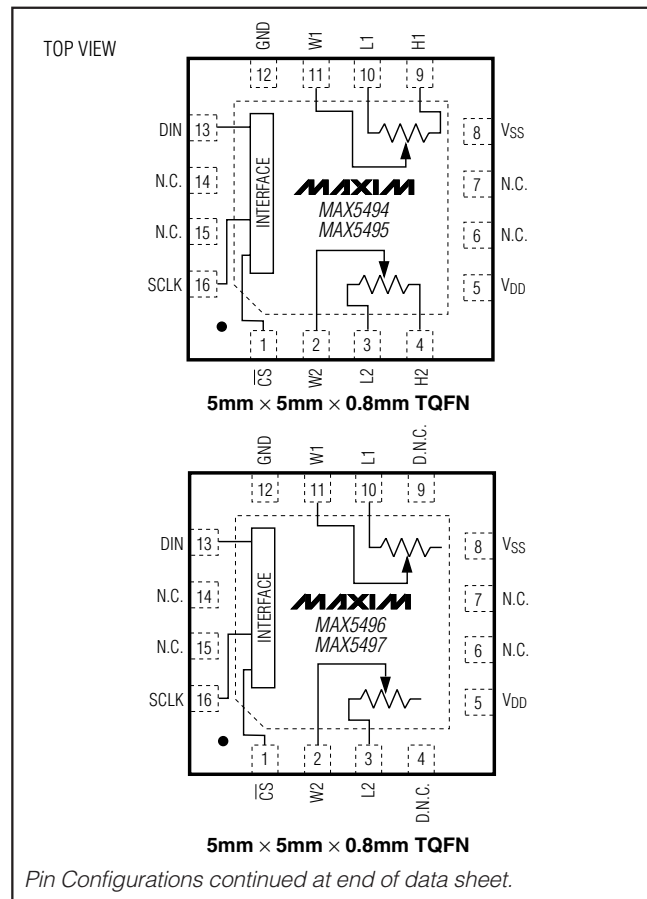 TOP VIEW
GND W1 L1 H1
12 11 10 9
DIN 13
N.C. 14
N.C. 15
SCLK 16
INTERFACE
MAXIM
MAX5494
MAX5495
8 VSS
7 N.C.
6 N.C.
5 VDD
1 2 3 4
CS W2 L2 H2
5mm × 5mm × 0.8mm TQFN
GND W1 L1 D.N.C.
12 11 10 9
DIN 13
N.C. 14
N.C. 15
SCLK 16
INTERFACE
MAXIM
MAX5496
MAX5497
8 VSS
7 N.C.
6 N.C.
5 VDD
1 2 3 4
CS W2 L2 D.N.C.
5mm × 5mm × 0.8mm TQFN
Pin Configurations continued at end of data sheet.